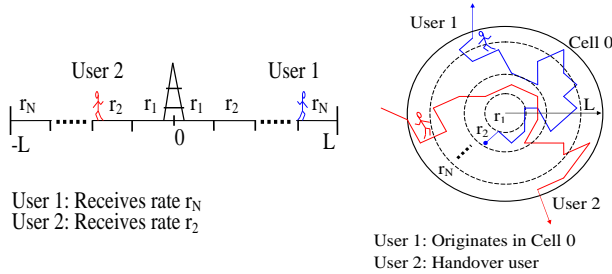 User 2
User 1
r_N
r_2
r_1
r_1
r_2
r_N
-L
0
L
User 1: Receives rate r_N
User 2: Receives rate r_2
User 1
Cell 0
r_1
L
r_2
r_N
User 2
User 1: Originates in Cell 0
User 2: Handover user